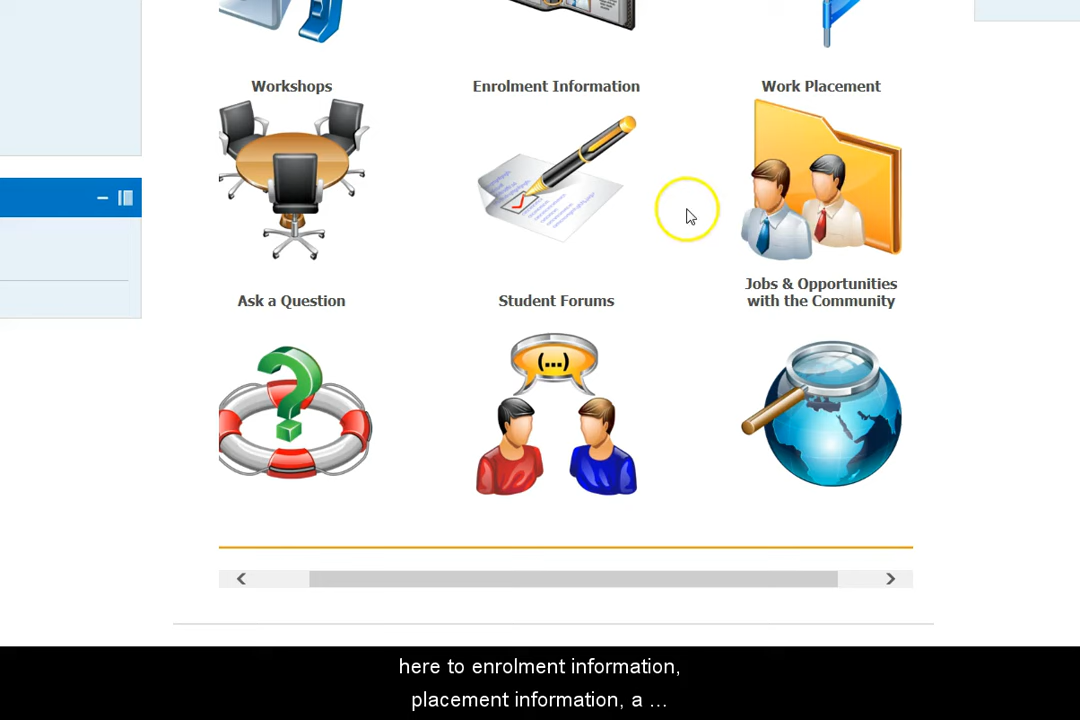 Workshops
Enrolment Information
Work Placement
Ask a Question
Student Forums
Jobs & Opportunities
with the Community
(...)
here to enrolment information,
placement information, a ...